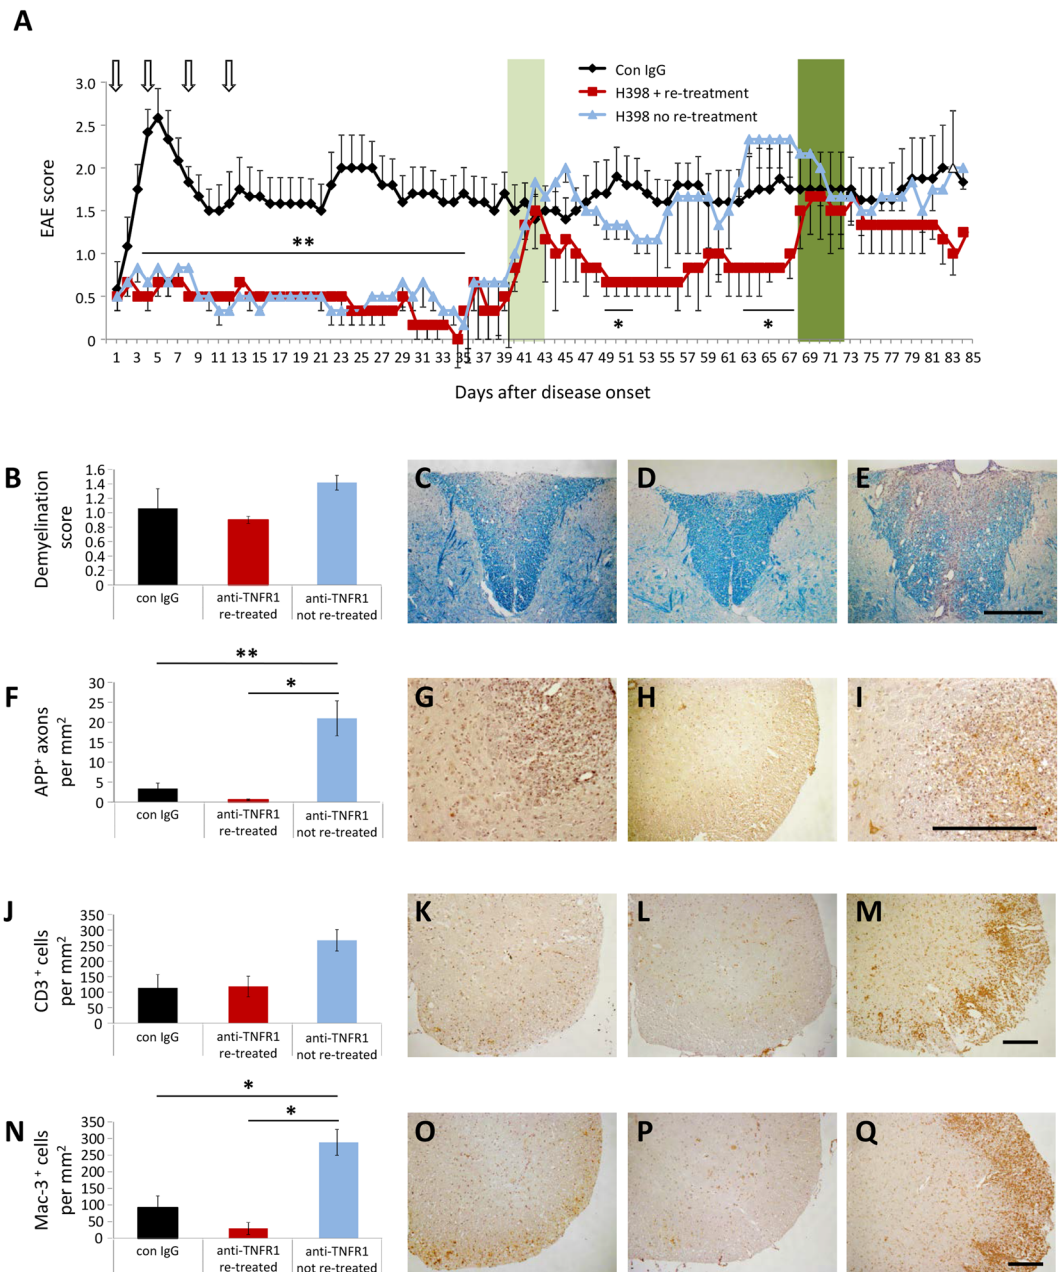 A
Con IgG
H398 + re-treatment
H398 no re-treatment
3.0
2.5
2.0
1.5
1.0
0.5
0
EAE score
**
*
*
1 3 5 7 9 11 13 15 17 19 21 23 25 27 29 31 33 35 37 39 41 43 45 47 49 51 53 55 57 59 61 63 65 67 69 71 73 75 77 79 81 83 85
Days after disease onset
B
Demyelination
score
1.6
1.4
1.2
1.0
0.8
0.6
0.4
0.2
0
con IgG
anti-TNFR1
re-treated
anti-TNFR1
not re-treated
C
D
E
F
APP⁺ axons
per mm²
**
*
30
25
20
15
10
5
0
con IgG
anti-TNFR1
re-treated
anti-TNFR1
not re-treated
G
H
I
J
CD3 ⁺ cells
per mm²
350
300
250
200
150
100
50
0
con IgG
anti-TNFR1
re-treated
anti-TNFR1
not re-treated
K
L
M
N
Mac-3 ⁺ cells
per mm²
*
*
350
300
250
200
150
100
50
0
con IgG
anti-TNFR1
re-treated
anti-TNFR1
not re-treated
O
P
Q